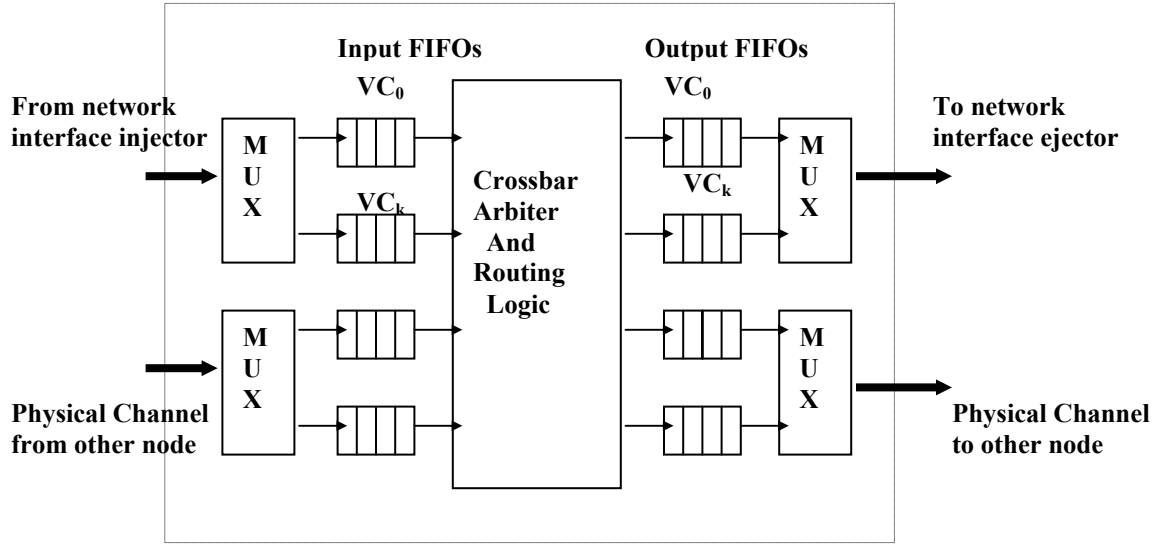 Input FIFOs
Output FIFOs
VC0
VC0
From network
interface injector
To network
interface ejector
M
U
X
M
U
X
VCk
VCk
Crossbar
Arbiter
And
Routing
Logic
M
U
X
M
U
X
Physical Channel
from other node
Physical Channel
to other node